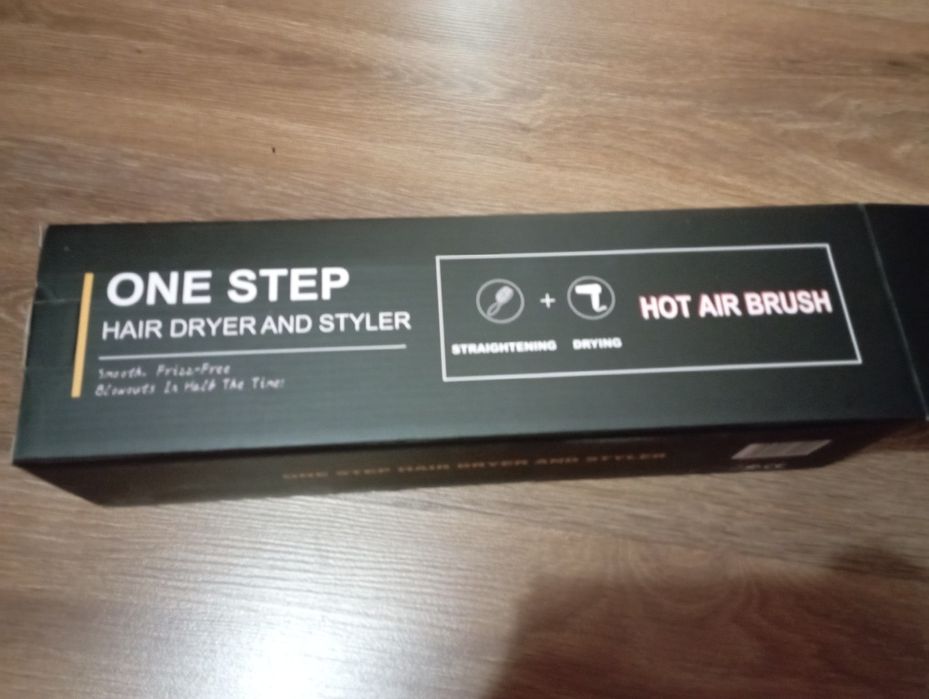 ONE STEP
HAIR DRYER AND STYLER
Smooth, Frizz-Free
Blowouts In Half The Time!
+
STRAIGHTENING DRYING
HOT AIR BRUSH
ONE STEP HAIR DRYER AND STYLER
CE